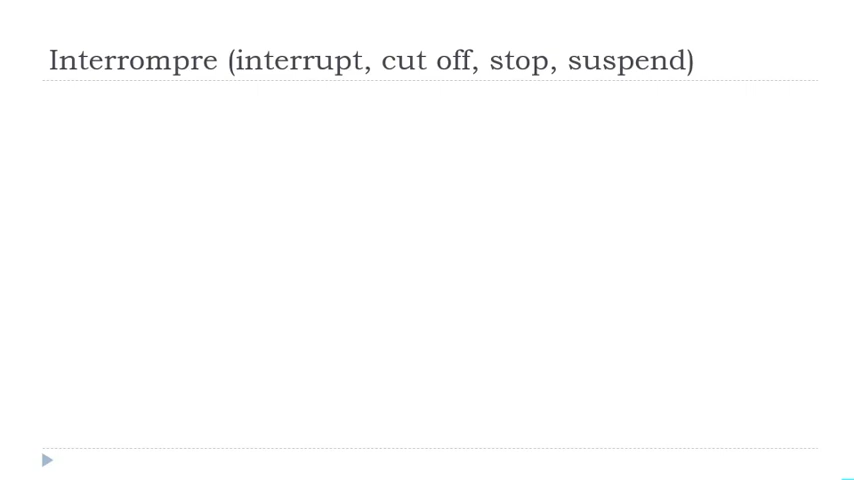 Interrompre (interrupt, cut off, stop, suspend)